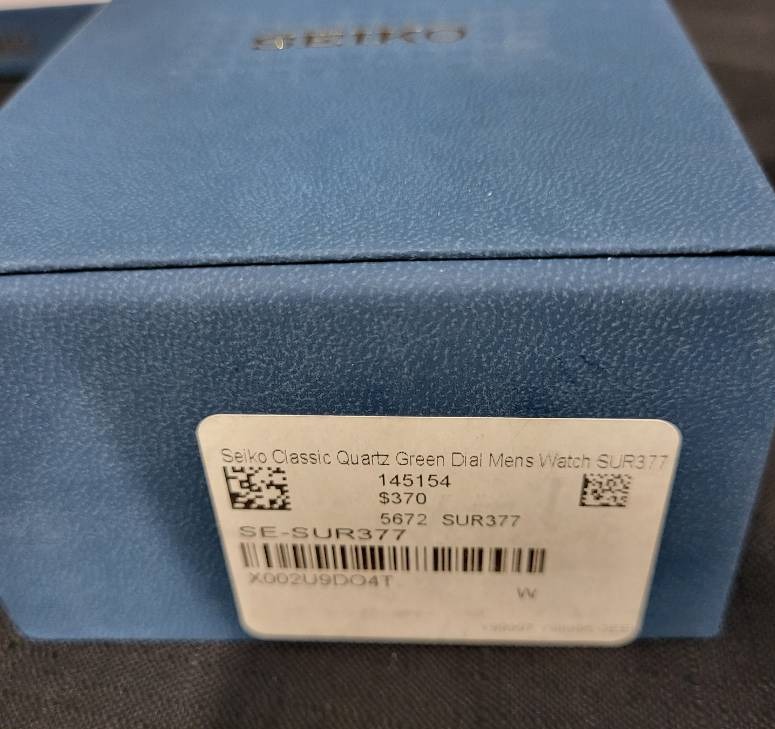 SEIKO
Seiko Classic Quartz Green Dial Mens Watch SUR377
145154
$370
5672 SUR377
SE-SUR377
X002U9DO4T
W